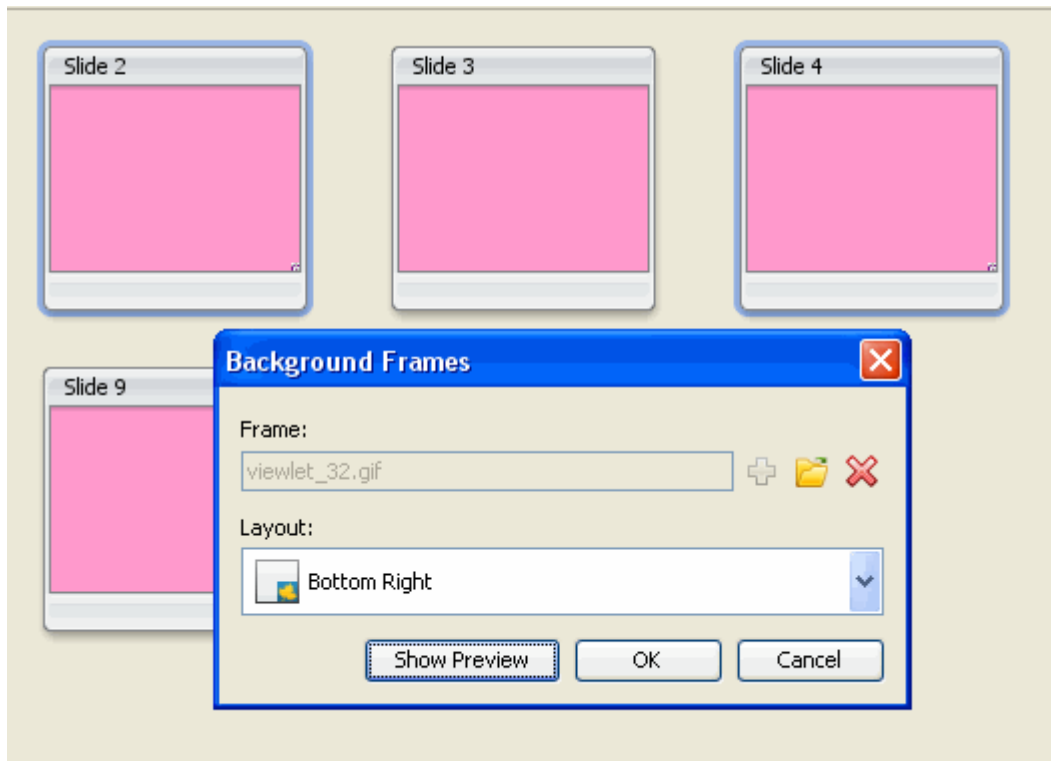 Slide 2
Slide 3
Slide 4
Slide 9
Background Frames
Frame:
viewlet_32.gif
Layout:
Bottom Right
Show Preview
OK
Cancel